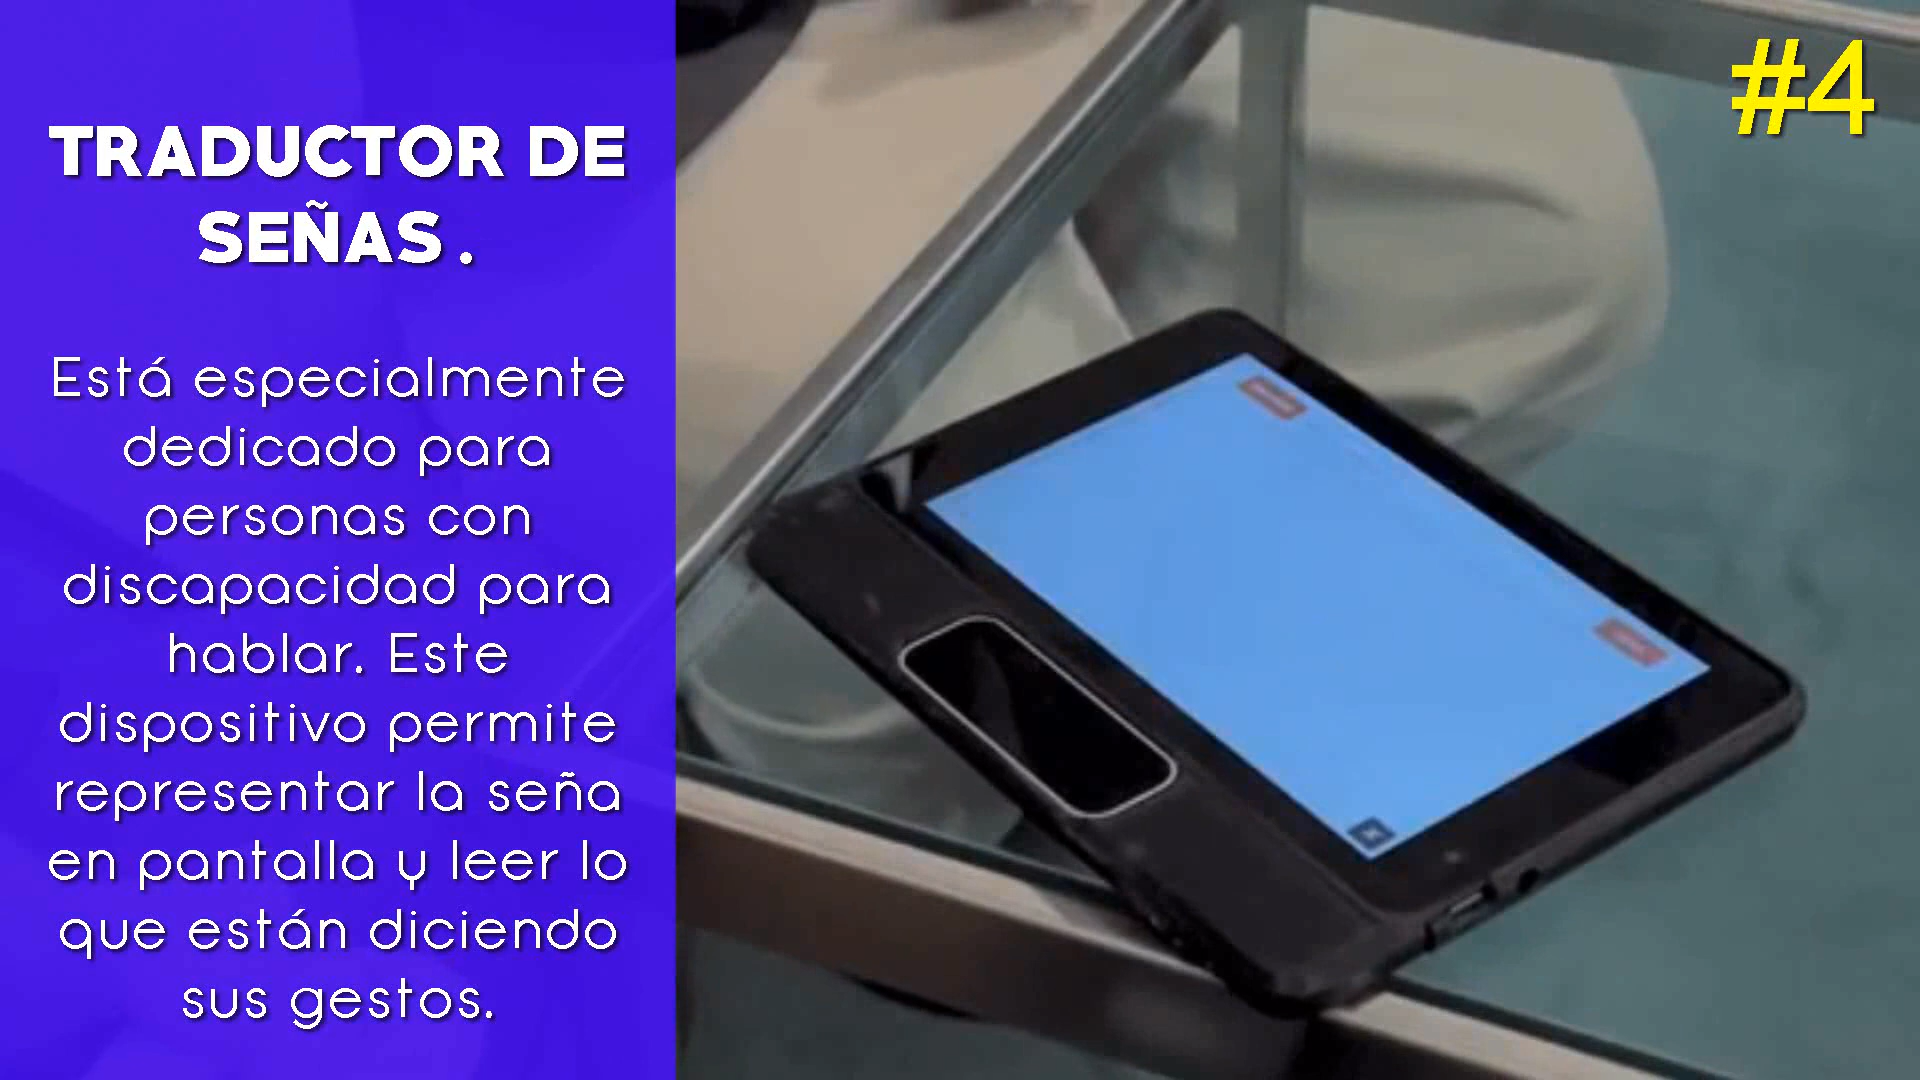 #4
TRADUCTOR DE
SEÑAS .
Está especialmente
dedicado para
personas con
discapacidad para
hablar. Este
dispositivo permite
representar la seña
en pantalla y leer lo
que están diciendo
sus gestos.